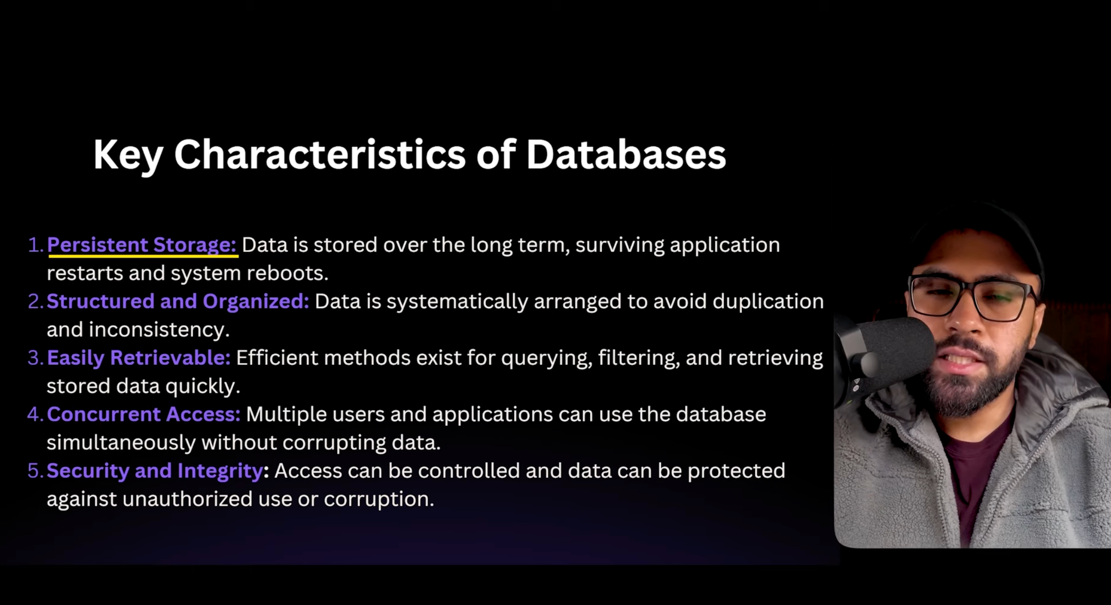 Key Characteristics of Databases
1. Persistent Storage: Data is stored over the long term, surviving application
restarts and system reboots.
2. Structured and Organized: Data is systematically arranged to avoid duplication
and inconsistency.
3. Easily Retrievable: Efficient methods exist for querying, filtering, and retrieving
stored data quickly.
4. Concurrent Access: Multiple users and applications can use the database
simultaneously without corrupting data.
5. Security and Integrity: Access can be controlled and data can be protected
against unauthorized use or corruption.